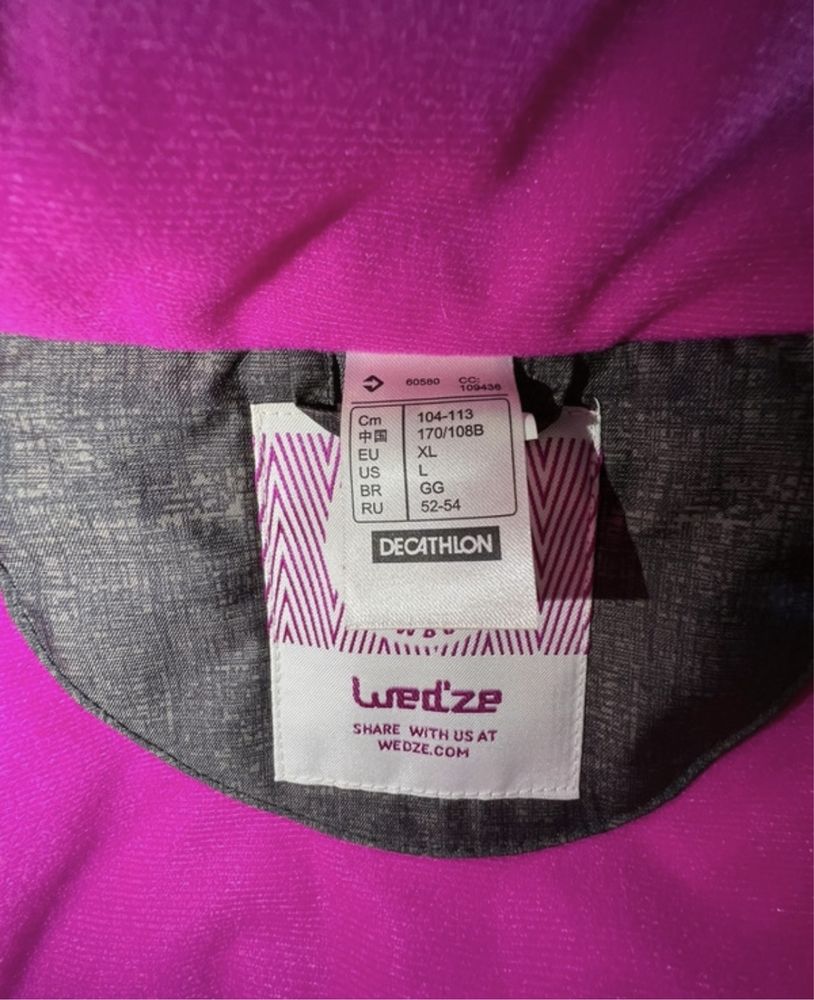 60580 CC:
109436
Cm 104-113
中国 170/108B
EU XL
US L
BR GG
RU 52-54
DECATHLON
wed'ze
SHARE WITH US AT
WEDZE.COM